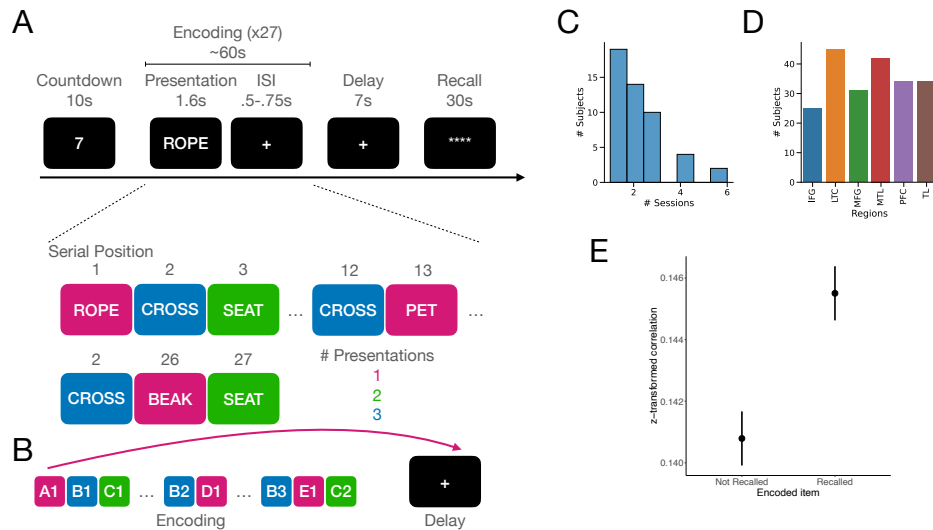 A
Encoding (x27)
~60s
Countdown
10s
Presentation
1.6s
ISI
.5-.75s
Delay
7s
Recall
30s
7
ROPE
+
+
****
Serial Position
1 2 3 12 13
ROPE CROSS SEAT ... CROSS PET ...
2 26 27
CROSS BEAK SEAT
# Presentations
1
2
3
B
A1 B1 C1 ... B2 D1 ... B3 E1 C2
+
Encoding
Delay
C
# Subjects
15
10
5
0
2 4 6
# Sessions
D
# Subjects
40
30
20
10
0
IFG LTC MFG MTL PFC TL
Regions
E
z-transformed correlation
0.146
0.144
0.142
0.140
Not Recalled Recalled
Encoded item